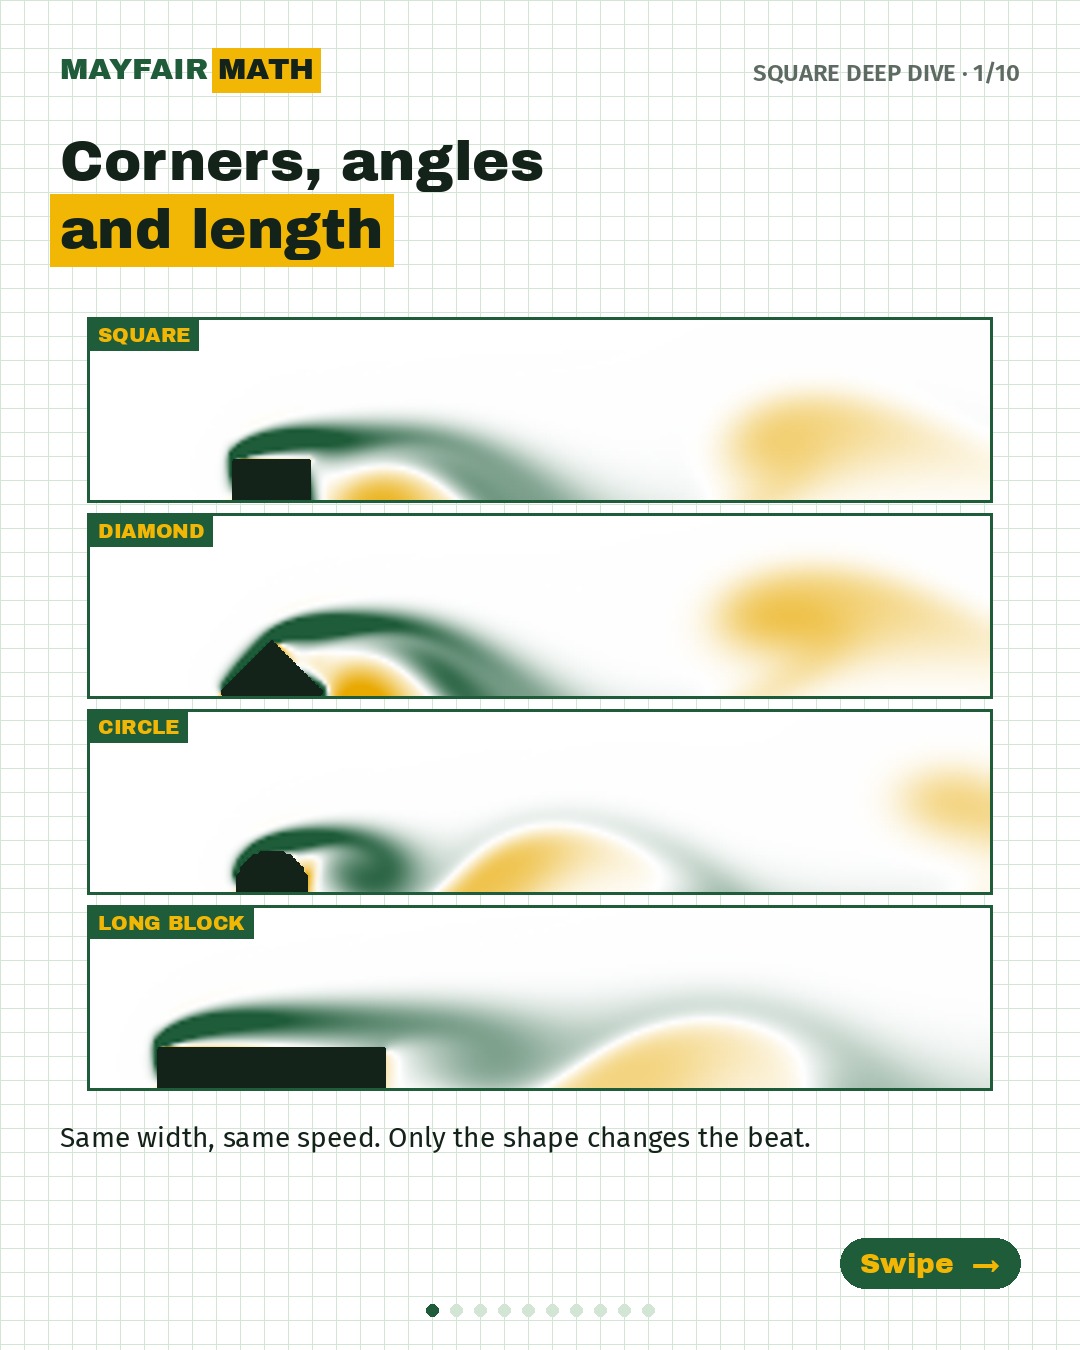 MAYFAIR MATH
SQUARE DEEP DIVE · 1/10
Corners, angles
and length
SQUARE
DIAMOND
CIRCLE
LONG BLOCK
Same width, same speed. Only the shape changes the beat.
Swipe →